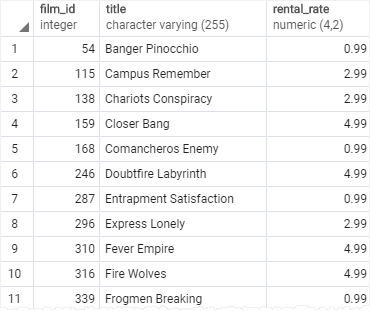 film_id title rental_rate
integer character varying (255) numeric (4,2)
1 54 Banger Pinocchio 0.99
2 115 Campus Remember 2.99
3 138 Chariots Conspiracy 2.99
4 159 Closer Bang 4.99
5 168 Comancheros Enemy 0.99
6 246 Doubtfire Labyrinth 4.99
7 287 Entrapment Satisfaction 0.99
8 296 Express Lonely 2.99
9 310 Fever Empire 4.99
10 316 Fire Wolves 4.99
11 339 Frogmen Breaking 0.99